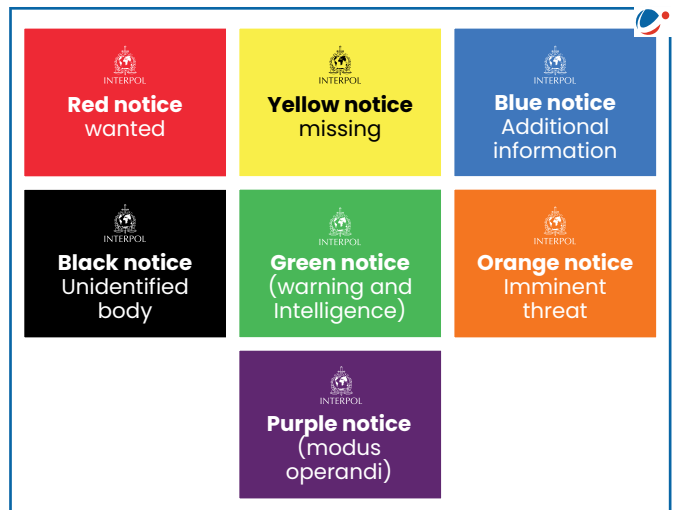 INTERPOL
Red notice
wanted
INTERPOL
Yellow notice
missing
INTERPOL
Blue notice
Additional
information
INTERPOL
Black notice
Unidentified
body
INTERPOL
Green notice
(warning and
Intelligence)
INTERPOL
Orange notice
Imminent
threat
INTERPOL
Purple notice
(modus
operandi)